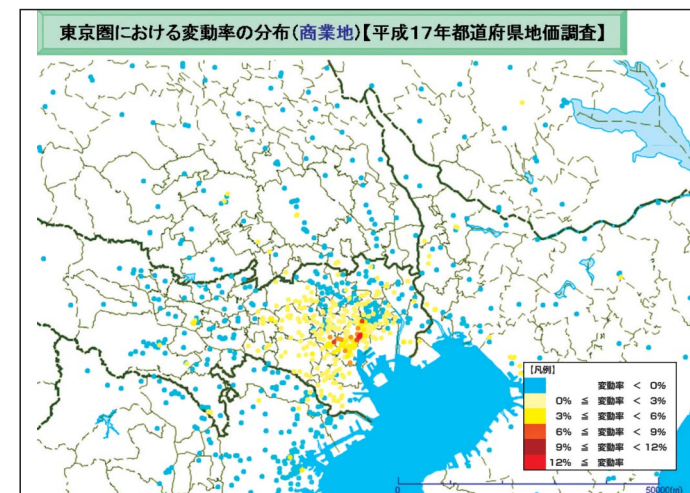 東京圏における変動率の分布(商業地)【平成17年都道府県地価調査】
【凡例】
変動率 < 0%
0% ≦ 変動率 < 3%
3% ≦ 変動率 < 6%
6% ≦ 変動率 < 9%
9% ≦ 変動率 < 12%
12% ≦ 変動率
0 50000(m)